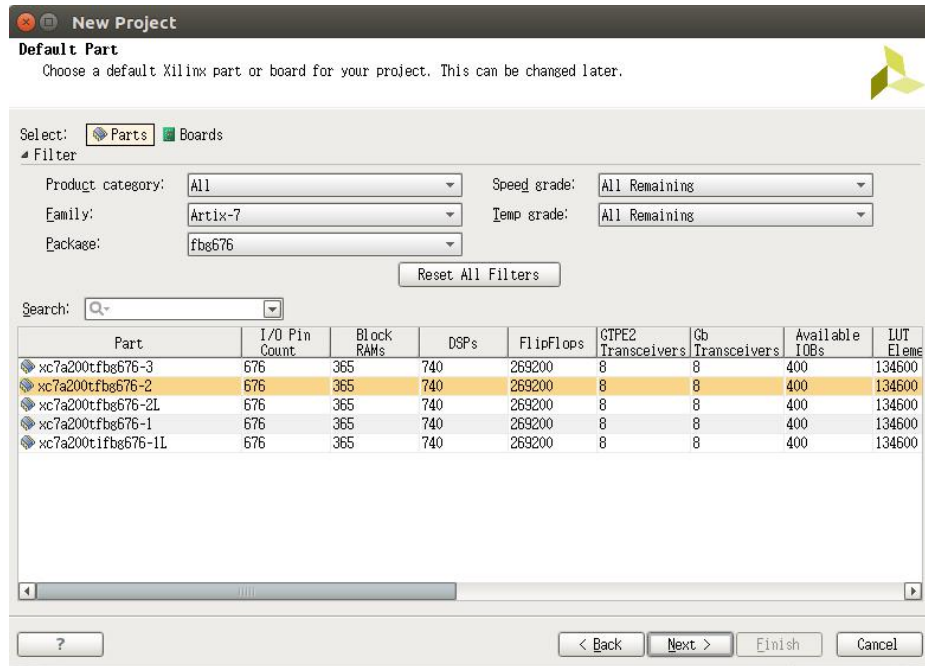 New Project
Default Part
Choose a default Xilinx part or board for your project. This can be changed later.
Select: Parts Boards
Filter
Product category: All Speed grade: All Remaining
Family: Artix-7 Temp grade: All Remaining
Package: fbg676
Reset All Filters
Search:
Part I/O Pin Count Block RAMs DSPs FlipFlops GTPE2 Transceivers Gb Transceivers Available IOBs LUT Eleme
xc7a200tfbg676-3 676 365 740 269200 8 8 400 134600
xc7a200tfbg676-2 676 365 740 269200 8 8 400 134600
xc7a200tfbg676-2L 676 365 740 269200 8 8 400 134600
xc7a200tfbg676-1 676 365 740 269200 8 8 400 134600
xc7a200tifbg676-1L 676 365 740 269200 8 8 400 134600
? < Back Next > Finish Cancel